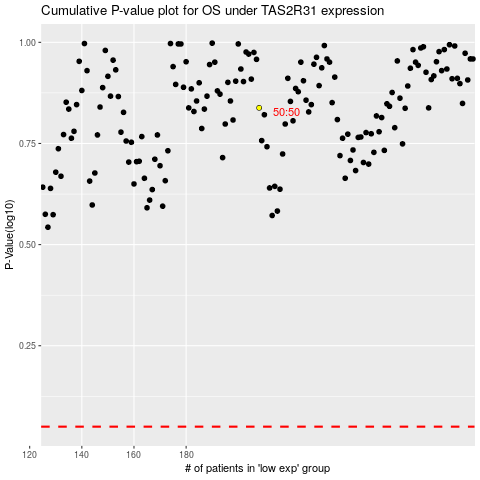 Cumulative P-value plot for OS under TAS2R31 expression
P-Value(log10)
1.00
0.75
0.50
0.25
50:50
120 140 160 180
# of patients in 'low exp' group